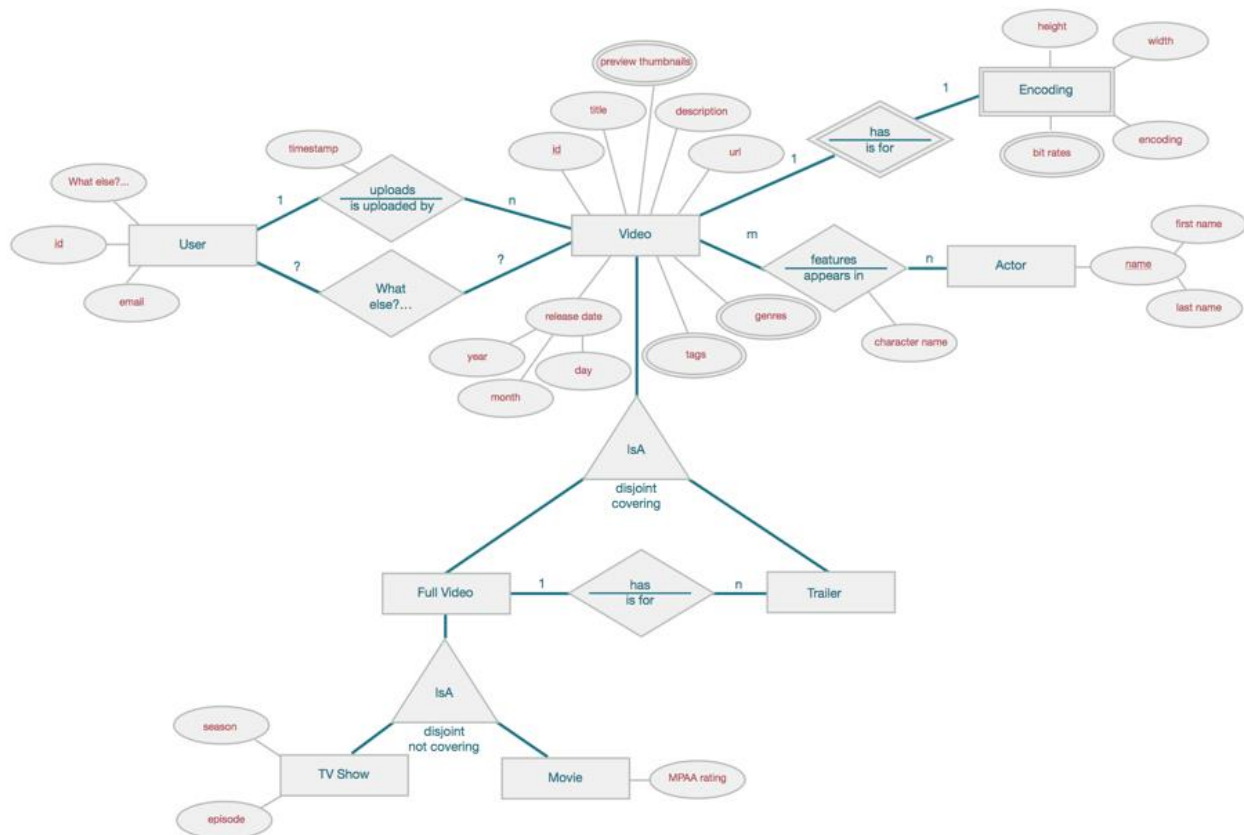 height
width
preview thumbnails
Encoding
1
title
description
has
is for
encoding
timestamp
id
url
bit rates
1
What else?...
uploads
is uploaded by
1
n
first name
id
User
Video
m
features
appears in
n
Actor
name
?
?
What
else?...
last name
email
release date
genres
character name
year
tags
day
month
IsA
disjoint
covering
Full Video
1
has
is for
n
Trailer
IsA
season
disjoint
not covering
TV Show
Movie
MPAA rating
episode